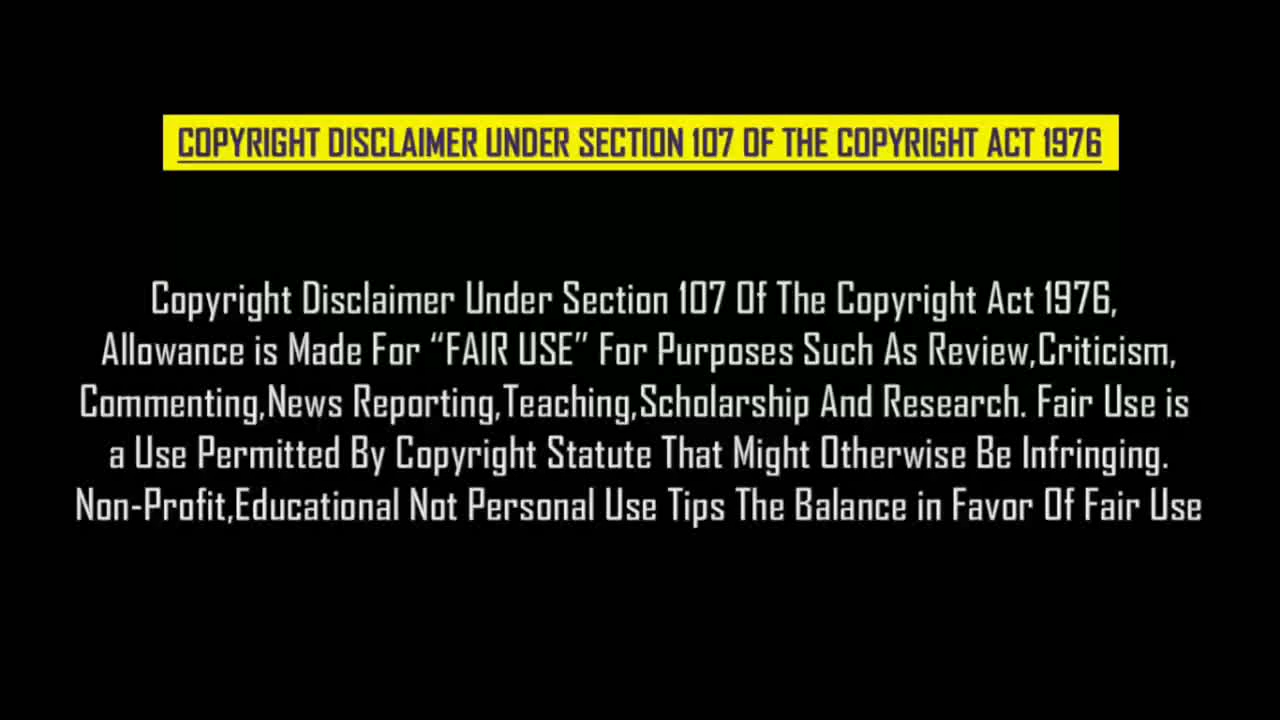 COPYRIGHT DISCLAIMER UNDER SECTION 107 OF THE COPYRIGHT ACT 1976
Copyright Disclaimer Under Section 107 Of The Copyright Act 1976,
Allowance is Made For “FAIR USE” For Purposes Such As Review,Criticism,
Commenting,News Reporting,Teaching,Scholarship And Research. Fair Use is
a Use Permitted By Copyright Statute That Might Otherwise Be Infringing.
Non-Profit,Educational Not Personal Use Tips The Balance in Favor Of Fair Use